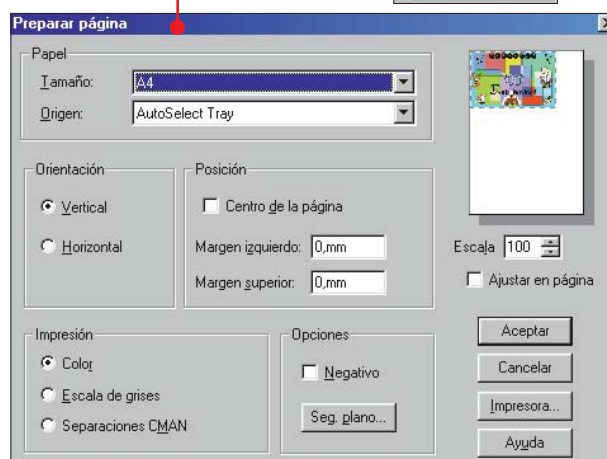 Preparar página
Papel
Tamaño: A4
Origen: AutoSelect Tray
Orientación
Vertical
Horizontal
Posición
Centro de la página
Margen izquierdo: 0,mm
Margen superior: 0,mm
Escala 100
Ajustar en página
Impresión
Color
Escala de grises
Separaciones CMAN
Opciones
Negativo
Seg. plano...
Aceptar
Cancelar
Impresora...
Ayuda